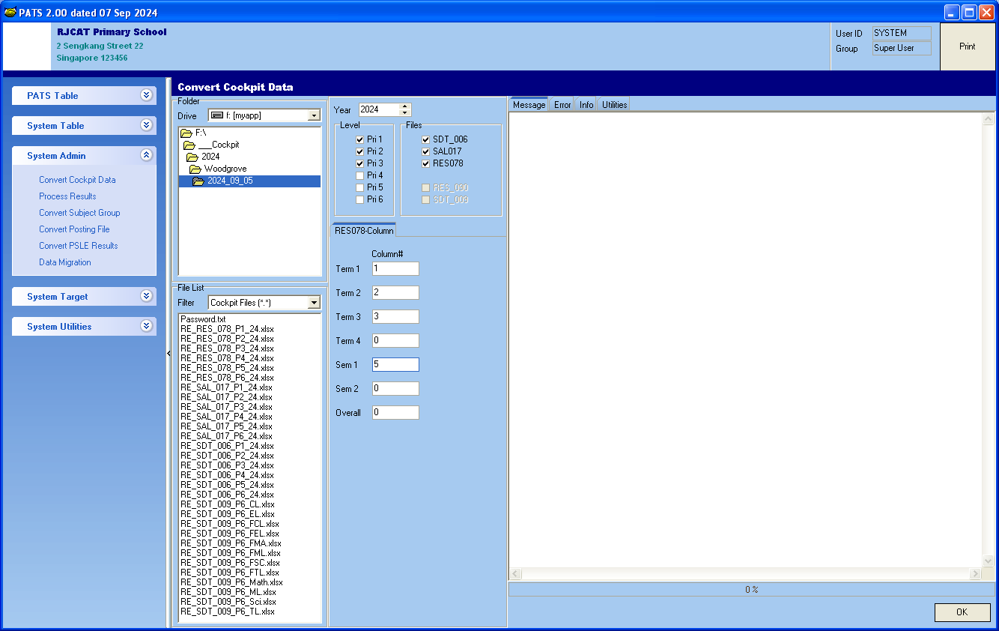 PATS 2.00 dated 07 Sep 2024
RJCAT Primary School
2 Sengkang Street 22
Singapore 123456
User ID SYSTEM
Group Super User
Print
PATS Table
System Table
System Admin
Convert Cockpit Data
Process Results
Convert Subject Group
Convert Posting File
Convert PSLE Results
Data Migration
System Target
System Utilities
Convert Cockpit Data
Folder
Drive f: [myapp]
F:\
___Cockpit
2024
Woodgrove
2024_09_05
File List
Filter Cockpit Files (*.*)
Password.txt
RE_RES_078_P1_24.xlsx
RE_RES_078_P2_24.xlsx
RE_RES_078_P3_24.xlsx
RE_RES_078_P4_24.xlsx
RE_RES_078_P5_24.xlsx
RE_RES_078_P6_24.xlsx
RE_SAL_017_P1_24.xlsx
RE_SAL_017_P2_24.xlsx
RE_SAL_017_P3_24.xlsx
RE_SAL_017_P4_24.xlsx
RE_SAL_017_P5_24.xlsx
RE_SAL_017_P6_24.xlsx
RE_SDT_006_P1_24.xlsx
RE_SDT_006_P2_24.xlsx
RE_SDT_006_P3_24.xlsx
RE_SDT_006_P4_24.xlsx
RE_SDT_006_P5_24.xlsx
RE_SDT_006_P6_24.xlsx
RE_SDT_009_P6_CL.xlsx
RE_SDT_009_P6_EL.xlsx
RE_SDT_009_P6_FCL.xlsx
RE_SDT_009_P6_FEL.xlsx
RE_SDT_009_P6_FMA.xlsx
RE_SDT_009_P6_FML.xlsx
RE_SDT_009_P6_FSC.xlsx
RE_SDT_009_P6_FTL.xlsx
RE_SDT_009_P6_Math.xlsx
RE_SDT_009_P6_ML.xlsx
RE_SDT_009_P6_Sci.xlsx
RE_SDT_009_P6_TL.xlsx
Year 2024
Level
Pri 1
Pri 2
Pri 3
Pri 4
Pri 5
Pri 6
Files
SDT_006
SAL017
RES078
RES_090
SDT_009
RES078-Column
Column#
Term 1 1
Term 2 2
Term 3 3
Term 4 0
Sem 1 5
Sem 2 0
Overall 0
Message Error Info Utilities
0 %
OK